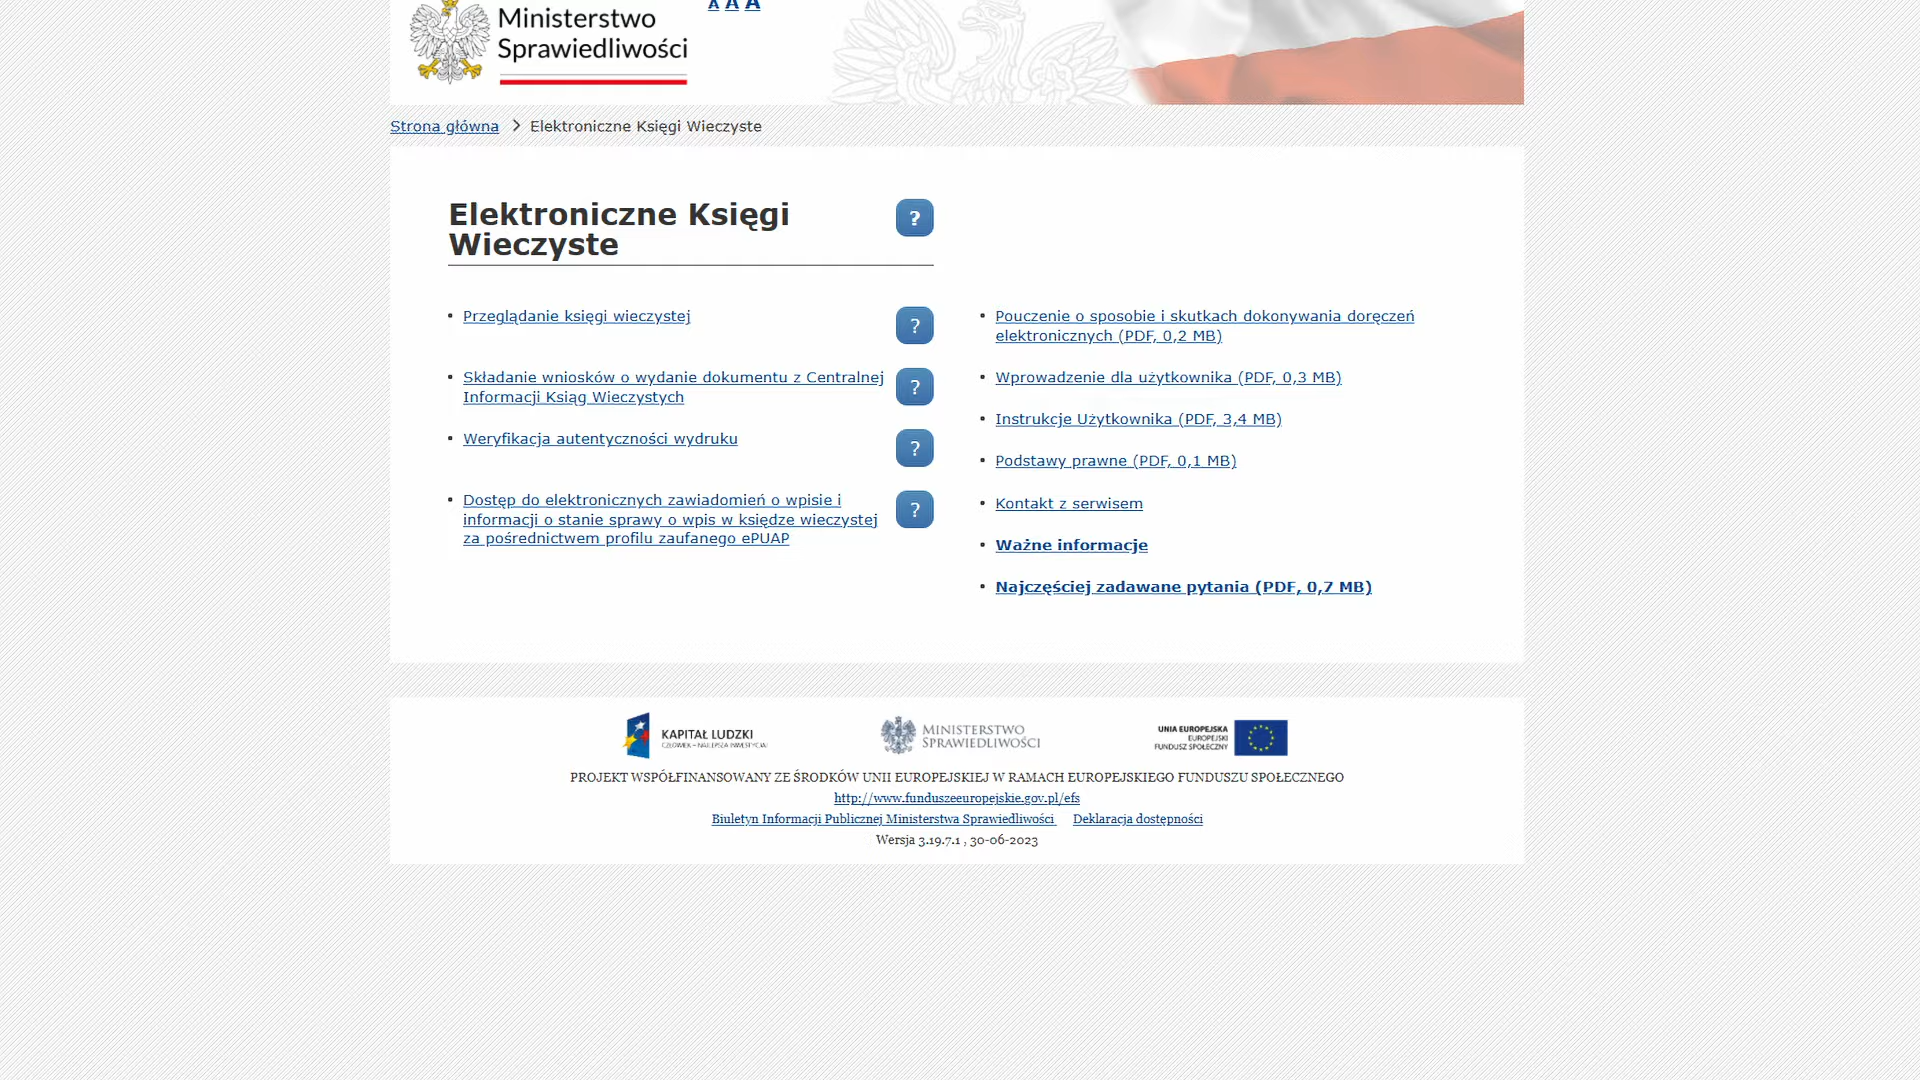 A A A
Ministerstwo
Sprawiedliwości
Strona główna > Elektroniczne Księgi Wieczyste
Elektroniczne Księgi
Wieczyste
?
• Przeglądanie księgi wieczystej
?
• Składanie wniosków o wydanie dokumentu z Centralnej
Informacji Ksiąg Wieczystych
?
• Weryfikacja autentyczności wydruku
?
• Dostęp do elektronicznych zawiadomień o wpisie i
informacji o stanie sprawy o wpis w księdze wieczystej
za pośrednictwem profilu zaufanego ePUAP
?
• Pouczenie o sposobie i skutkach dokonywania doręczeń
elektronicznych (PDF, 0,2 MB)
• Wprowadzenie dla użytkownika (PDF, 0,3 MB)
• Instrukcje Użytkownika (PDF, 3,4 MB)
• Podstawy prawne (PDF, 0,1 MB)
• Kontakt z serwisem
• Ważne informacje
• Najczęściej zadawane pytania (PDF, 0,7 MB)
KAPITAŁ LUDZKI
CZŁOWIEK – NAJLEPSZA INWESTYCJA!
MINISTERSTWO
SPRAWIEDLIWOŚCI
UNIA EUROPEJSKA
EUROPEJSKI
FUNDUSZ SPOŁECZNY
PROJEKT WSPÓŁFINANSOWANY ZE ŚRODKÓW UNII EUROPEJSKIEJ W RAMACH EUROPEJSKIEGO FUNDUSZU SPOŁECZNEGO
http://www.funduszeeuropejskie.gov.pl/efs
Biuletyn Informacji Publicznej Ministerstwa Sprawiedliwości Deklaracja dostępności
Wersja 3.19.7.1 , 30-06-2023